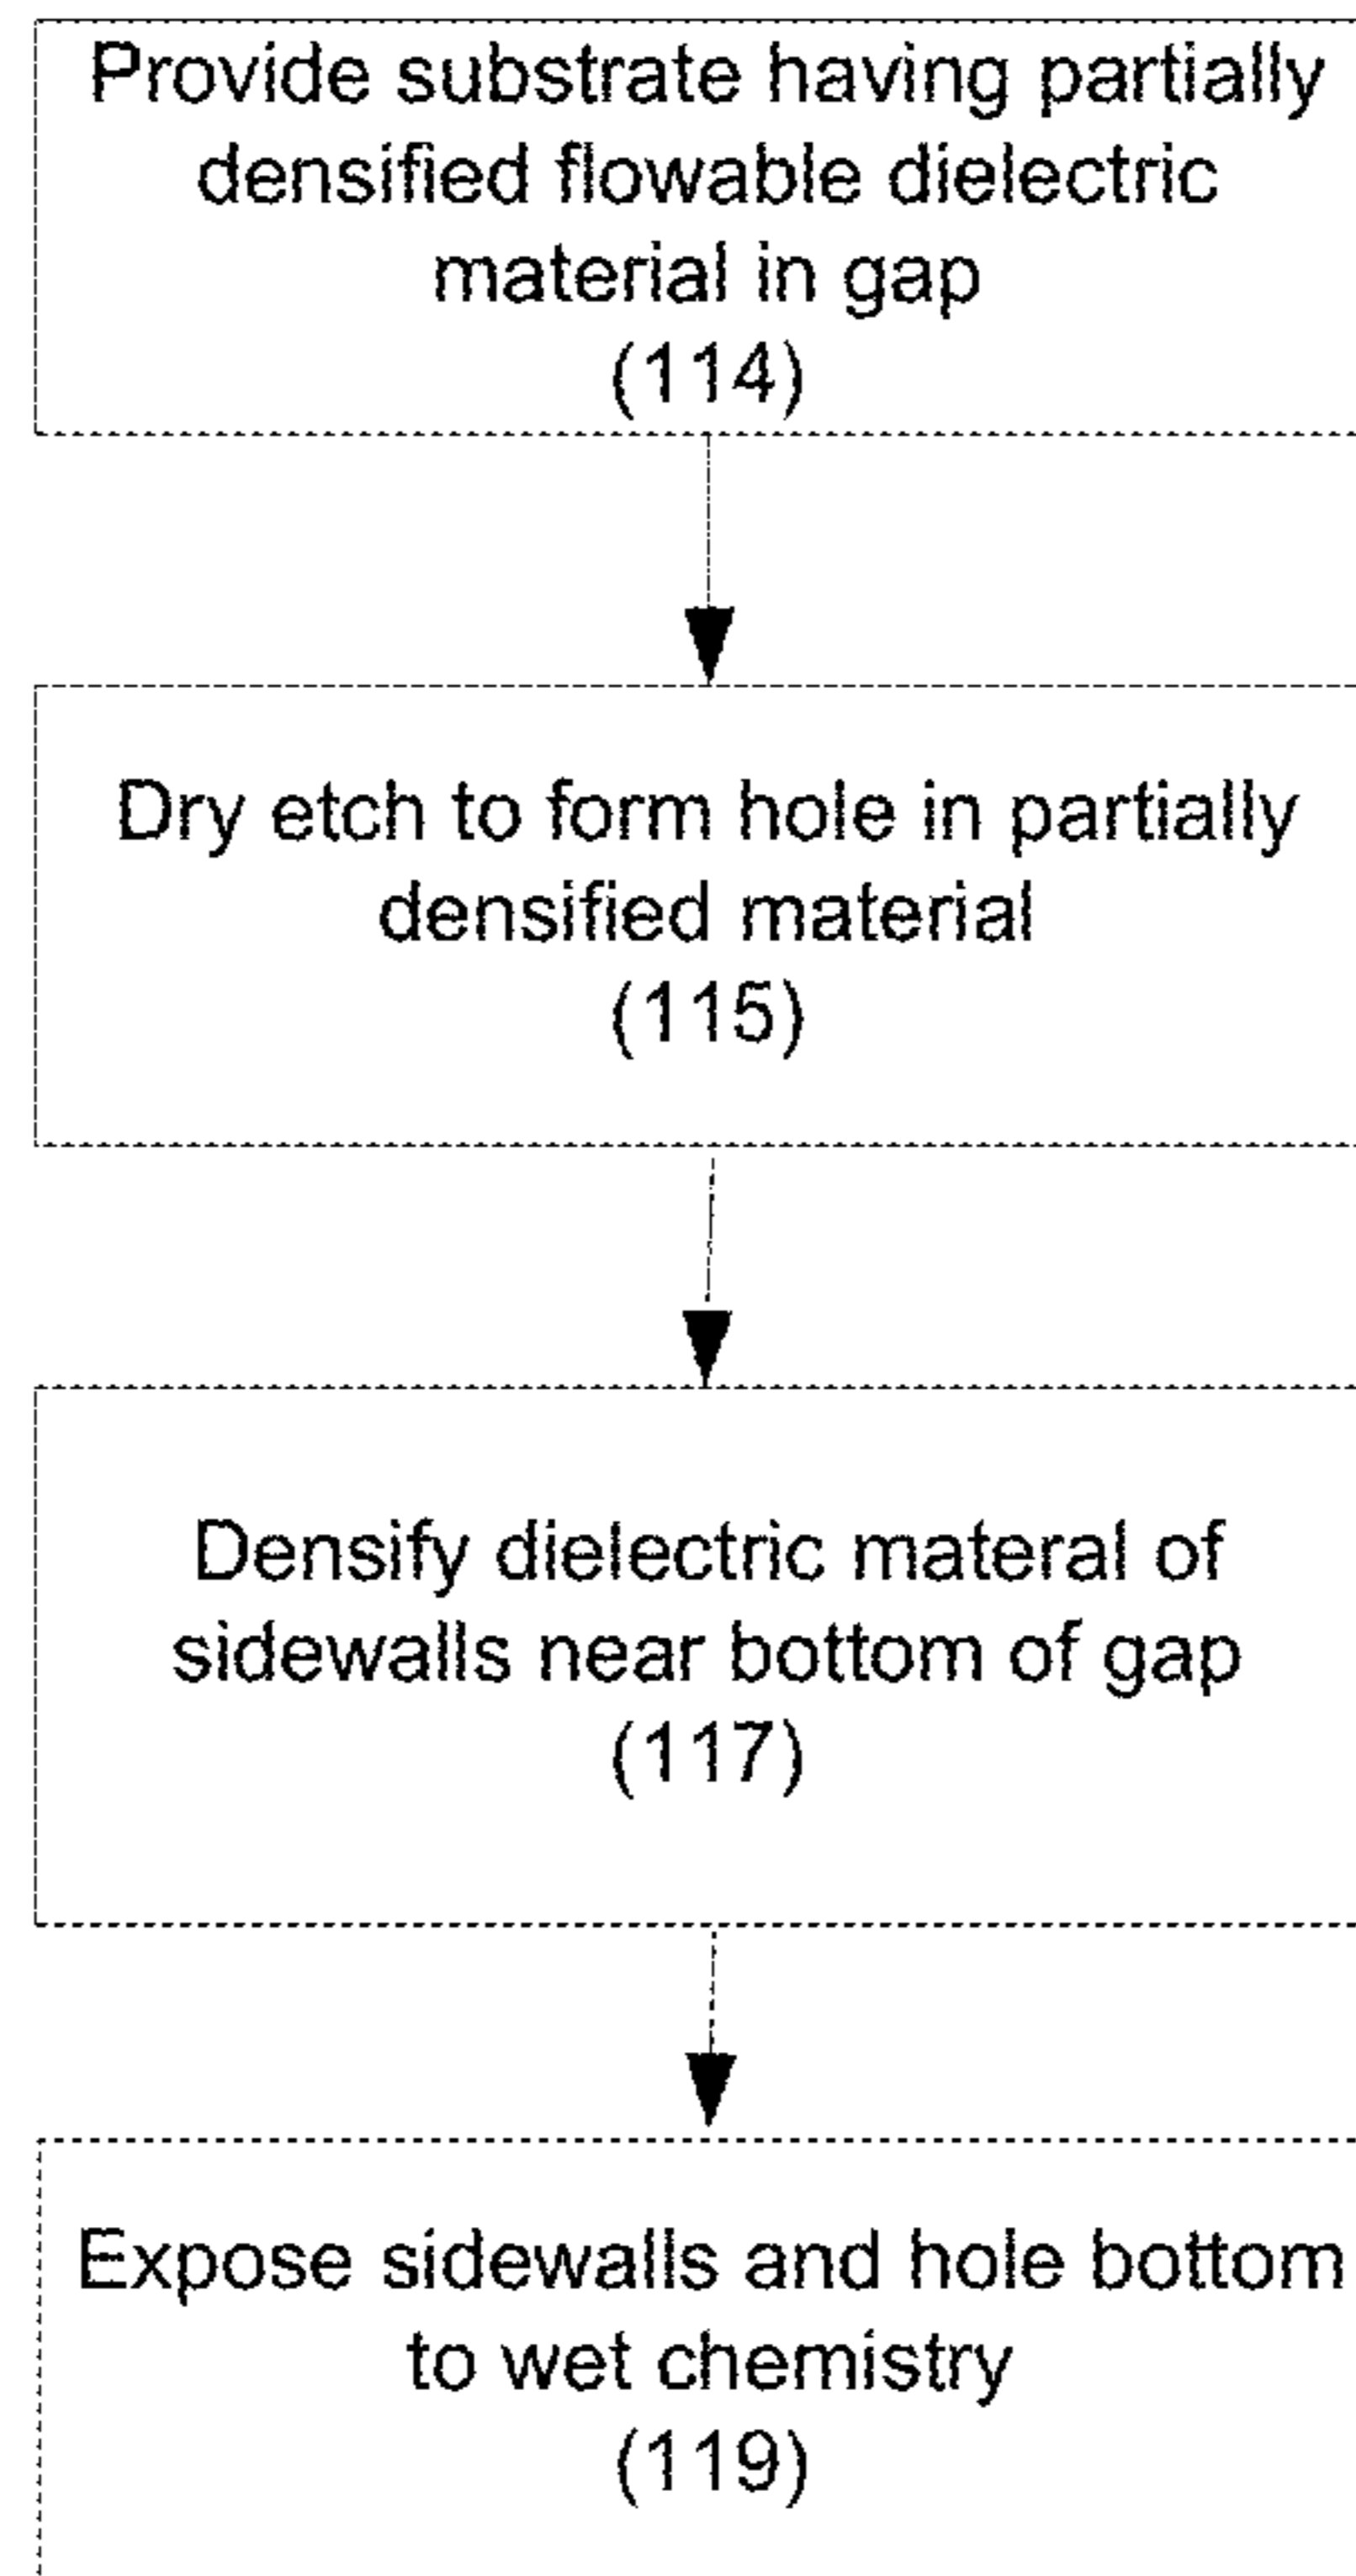 Provide substrate having partially
densified flowable dielectric
material in gap
(114)
Dry etch to form hole in partially
densified material
(115)
Densify dielectric materal of
sidewalls near bottom of gap
(117)
Expose sidewalls and hole bottom
to wet chemistry
(119)